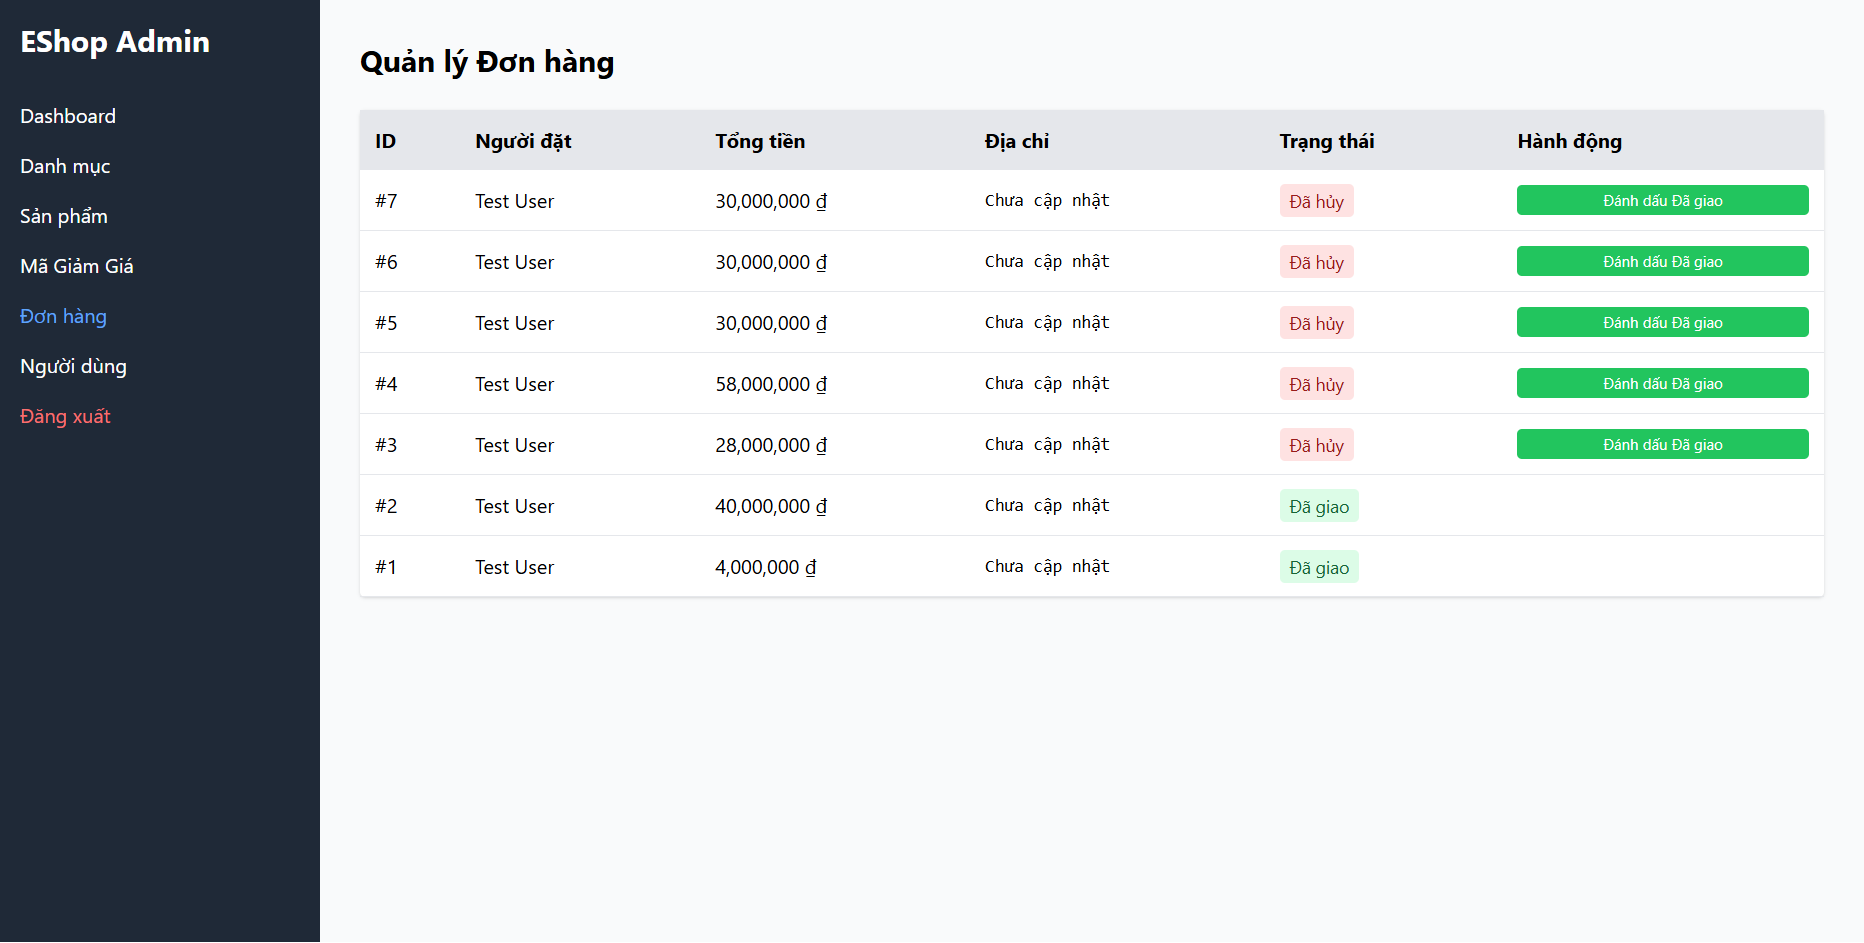 EShop Admin
Dashboard
Danh mục
Sản phẩm
Mã Giảm Giá
Đơn hàng
Người dùng
Đăng xuất
Quản lý Đơn hàng
ID Người đặt Tổng tiền Địa chỉ Trạng thái Hành động
#7 Test User 30,000,000 ₫ Chưa cập nhật Đã hủy Đánh dấu Đã giao
#6 Test User 30,000,000 ₫ Chưa cập nhật Đã hủy Đánh dấu Đã giao
#5 Test User 30,000,000 ₫ Chưa cập nhật Đã hủy Đánh dấu Đã giao
#4 Test User 58,000,000 ₫ Chưa cập nhật Đã hủy Đánh dấu Đã giao
#3 Test User 28,000,000 ₫ Chưa cập nhật Đã hủy Đánh dấu Đã giao
#2 Test User 40,000,000 ₫ Chưa cập nhật Đã giao
#1 Test User 4,000,000 ₫ Chưa cập nhật Đã giao